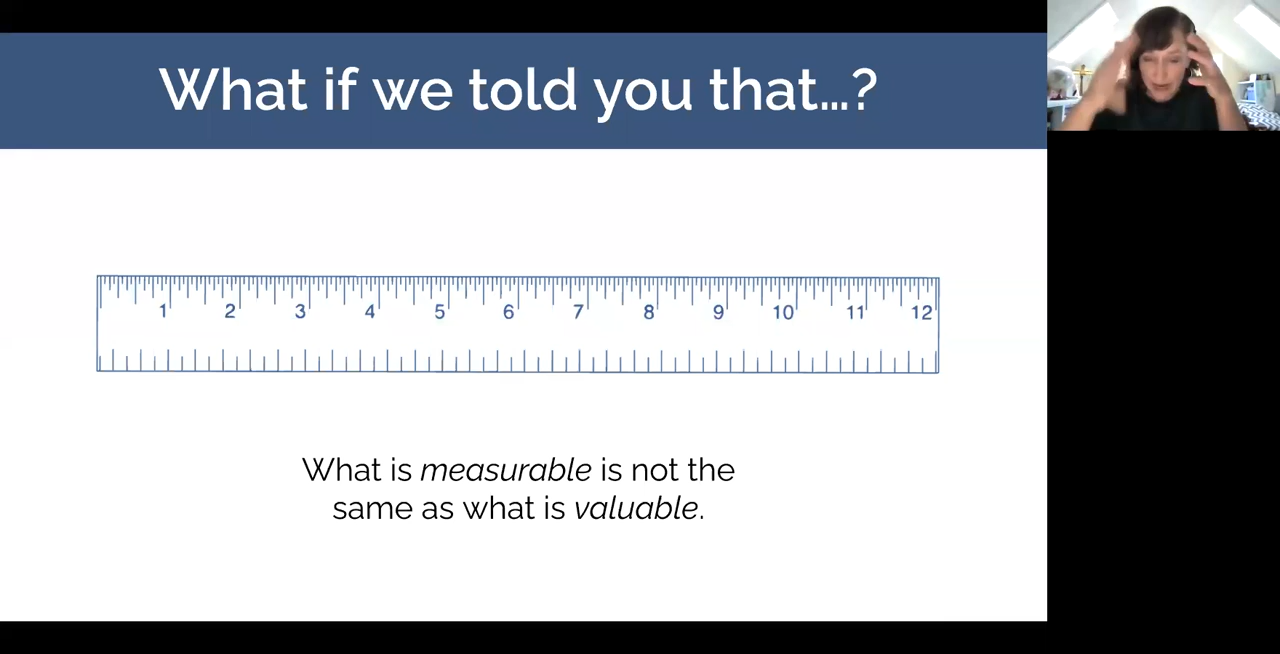 What if we told you that...?
1 2 3 4 5 6 7 8 9 10 11 12
What is measurable is not the
same as what is valuable.